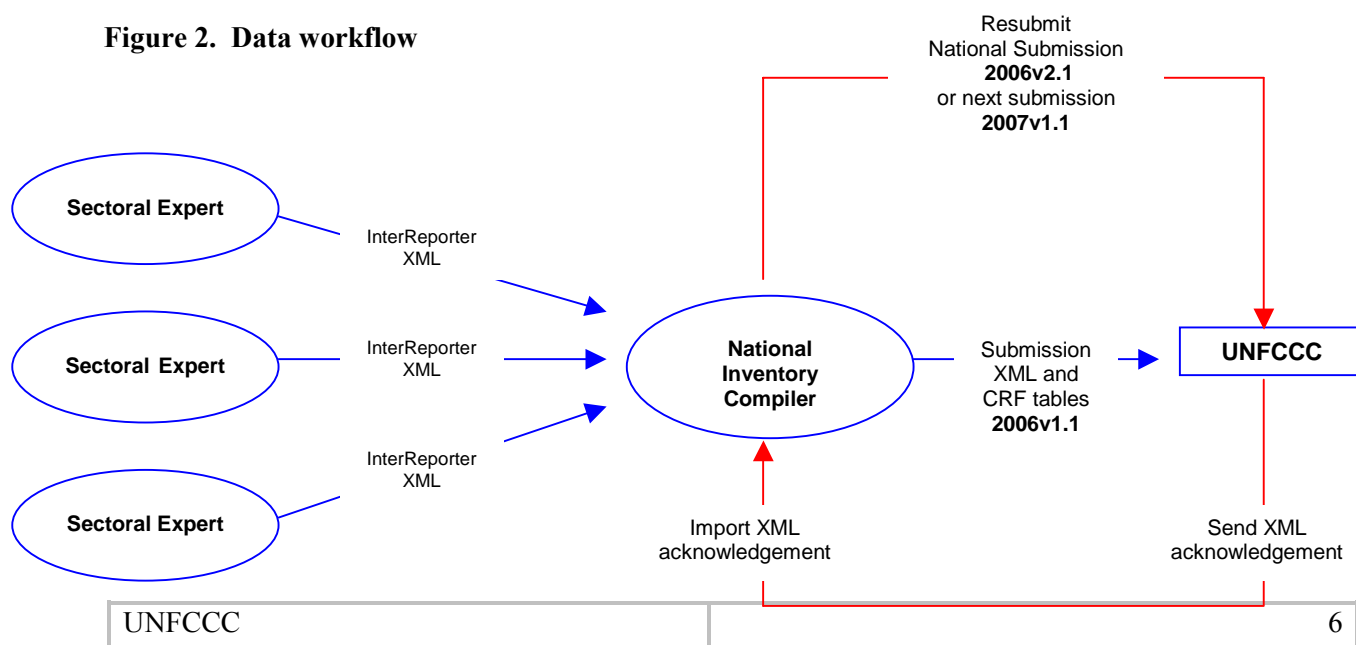 Figure 2. Data workflow
Resubmit
National Submission
2006v2.1
or next submission
2007v1.1
Sectoral Expert
InterReporter
XML
Sectoral Expert
InterReporter
XML
National
Inventory
Compiler
Submission
XML and
CRF tables
2006v1.1
UNFCCC
InterReporter
XML
Sectoral Expert
Import XML
acknowledgement
Send XML
acknowledgement
UNFCCC 6